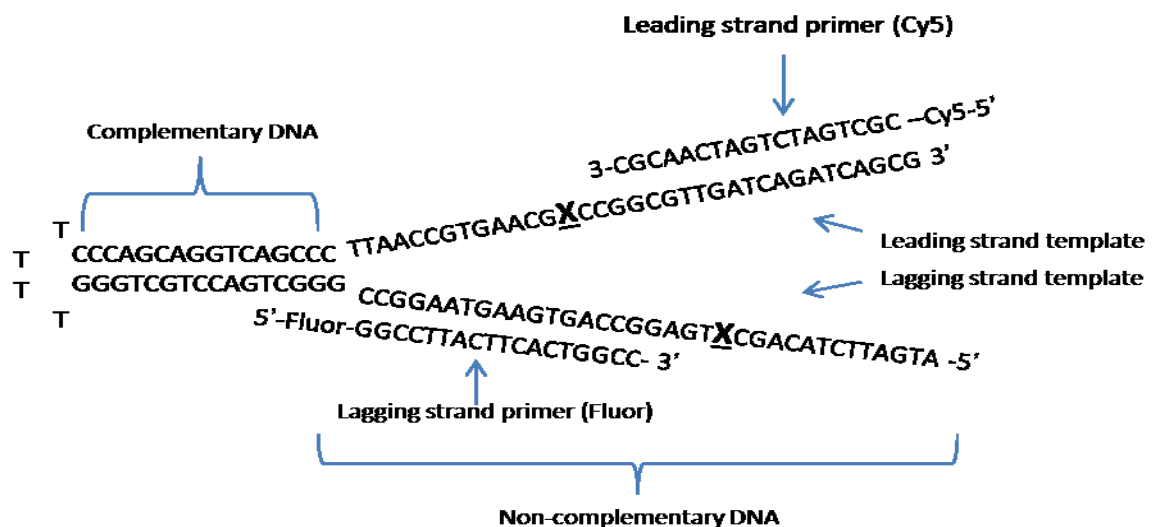 Leading strand primer (Cy5)
Complementary DNA
3-CGCAACTAGTCTAGTCGC --Cy5-5'
TTAACCGTGAACGXCCGGCGTTGATCAGATCAGCG 3'
T
CCCAGCAGGTCAGCCC
T
GGGTCGTCCAGTCGGG
T
T
Leading strand template
Lagging strand template
CCGGAATGAAGTGACCGGAGTXCGACATCTTAGTA -5'
5'-Fluor-GGCCTTACTTCACTGGCC- 3'
Lagging strand primer (Fluor)
Non-complementary DNA